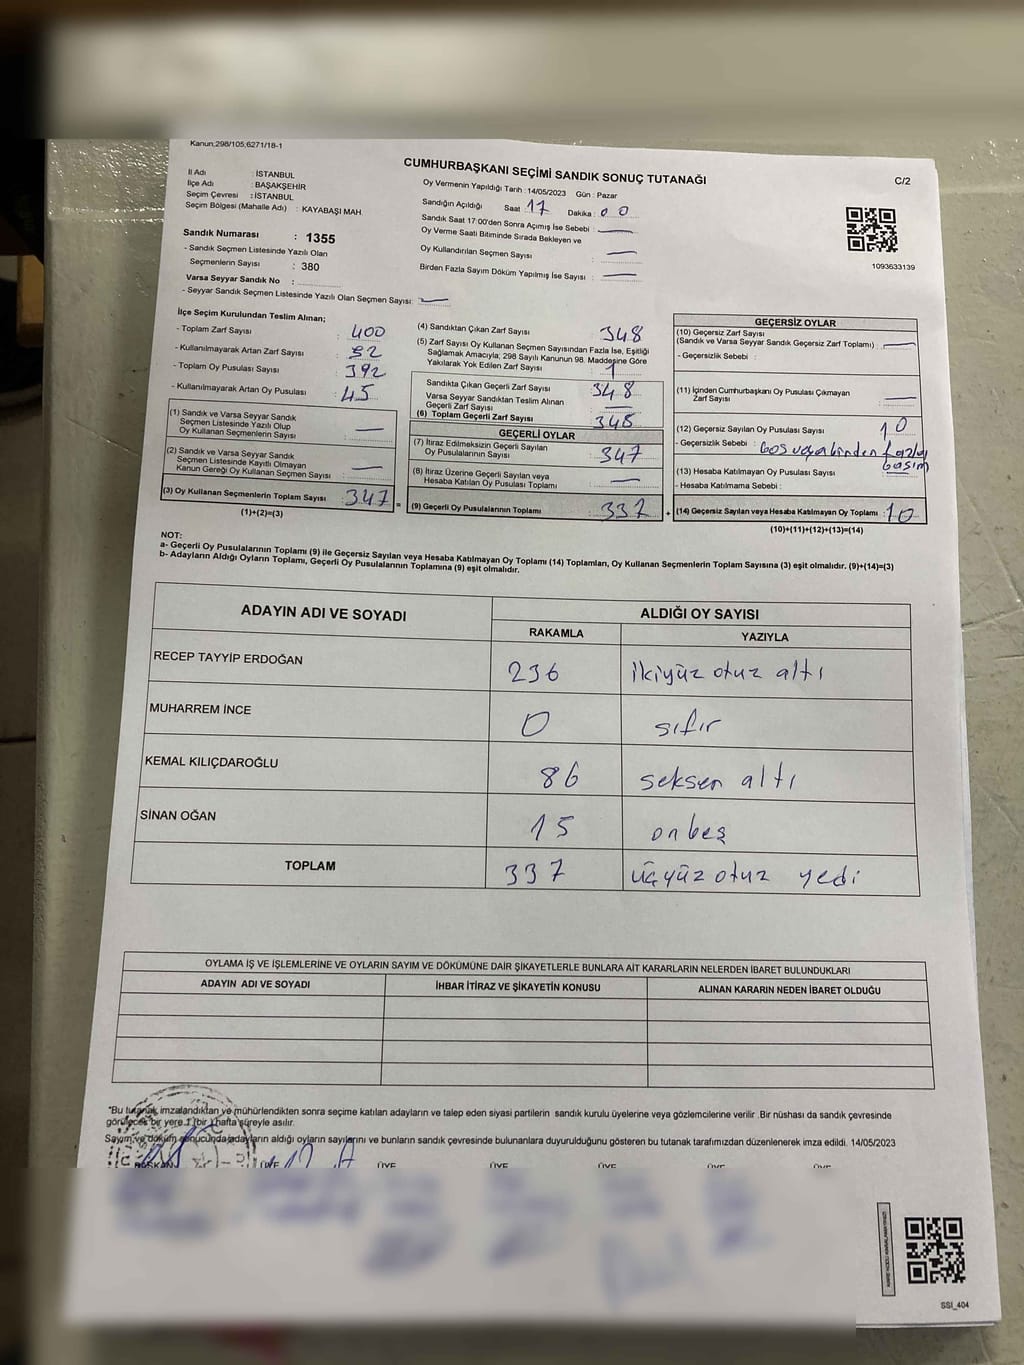 Kanun;298/105;6271/18-1
CUMHURBAŞKANI SEÇİMİ SANDIK SONUÇ TUTANAĞI
C/2
İl Adı : İSTANBUL
İlçe Adı : BAŞAKŞEHİR
Seçim Çevresi : İSTANBUL
Seçim Bölgesi (Mahalle Adı) : KAYABAŞI MAH.
Sandık Numarası : 1355
- Sandık Seçmen Listesinde Yazılı Olan
Seçmenlerin Sayısı : 380
Varsa Seyyar Sandık No :
- Seyyar Sandık Seçmen Listesinde Yazılı Olan Seçmen Sayısı: —
Oy Vermenin Yapıldığı Tarih : 14/05/2023 Gün : Pazar
Sandığın Açıldığı Saat 17 Dakika : 00
Sandık Saat 17:00'den Sonra Açımış İse Sebebi : —
Oy Verme Saati Bitiminde Sırada Bekleyen ve
Oy Kullandırılan Seçmen Sayısı : —
Birden Fazla Sayım Döküm Yapılmış İse Sayısı : —
1093633139
İlçe Seçim Kurulundan Teslim Alınan;
- Toplam Zarf Sayısı : 400
- Kullanılmayarak Artan Zarf Sayısı : 52
- Toplam Oy Pusulası Sayısı : 392
- Kullanılmayarak Artan Oy Pusulası : 45
(1) Sandık ve Varsa Seyyar Sandık
Seçmen Listesinde Yazılı Olup
Oy Kullanan Seçmenlerin Sayısı : —
(2) Sandık ve Varsa Seyyar Sandık
Seçmen Listesinde Kayıtlı Olmayan
Kanun Gereği Oy Kullanan Seçmen Sayısı : —
(3) Oy Kullanan Seçmenlerin Toplam Sayısı : 347
(1)+(2)=(3)
(4) Sandıktan Çıkan Zarf Sayısı : 348
(5) Zarf Sayısı Oy Kullanan Seçmen Sayısından Fazla İse, Eşitliği
Sağlamak Amacıyla; 298 Sayılı Kanunun 98. Maddesine Göre
Yakılarak Yok Edilen Zarf Sayısı : 1
Sandıkta Çıkan Geçerli Zarf Sayısı : 348
Varsa Seyyar Sandıktan Teslim Alınan
Geçerli Zarf Sayısı : —
(6) Toplam Geçerli Zarf Sayısı : 348
GEÇERLİ OYLAR
(7) İtiraz Edilmeksizin Geçerli Sayılan
Oy Pusulalarının Sayısı : 347
(8) İtiraz Üzerine Geçerli Sayılan veya
Hesaba Katılan Oy Pusulası Toplamı : —
= (9) Geçerli Oy Pusulalarının Toplamı : 337 +
GEÇERSİZ OYLAR
(10) Geçersiz Zarf Sayısı
(Sandık ve Varsa Seyyar Sandık Geçersiz Zarf Toplamı) : —
- Geçersizlik Sebebi :
(11) İçinden Cumhurbaşkanı Oy Pusulası Çıkmayan
Zarf Sayısı : —
(12) Geçersiz Sayılan Oy Pusulası Sayısı : 10
- Geçersizlik Sebebi : boş veya birden fazla
basım
(13) Hesaba Katılmayan Oy Pusulası Sayısı
- Hesaba Katılmama Sebebi :
(14) Geçersiz Sayılan veya Hesaba Katılmayan Oy Toplamı : 10
(10)+(11)+(12)+(13)=(14)
NOT:
a- Geçerli Oy Pusulalarının Toplamı (9) ile Geçersiz Sayılan veya Hesaba Katılmayan Oy Toplamı (14) Toplamları, Oy Kullanan Seçmenlerin Toplam Sayısına (3) eşit olmalıdır. (9)+(14)=(3)
b- Adayların Aldığı Oyların Toplamı, Geçerli Oy Pusulalarının Toplamına (9) eşit olmalıdır.
ADAYIN ADI VE SOYADI ALDIĞI OY SAYISI
RAKAMLA YAZIYLA
RECEP TAYYİP ERDOĞAN 236 ikiyüz otuz altı
MUHARREM İNCE 0 sıfır
KEMAL KILIÇDAROĞLU 86 seksen altı
SİNAN OĞAN 15 onbeş
TOPLAM 337 üçyüz otuz yedi
OYLAMA İŞ VE İŞLEMLERİNE VE OYLARIN SAYIM VE DÖKÜMÜNE DAİR ŞİKAYETLERLE BUNLARA AİT KARARLARIN NELERDEN İBARET BULUNDUKLARI
ADAYIN ADI VE SOYADI İHBAR İTİRAZ VE ŞİKAYETİN KONUSU ALINAN KARARIN NEDEN İBARET OLDUĞU
"Bu tutanak imzalandıktan ve mühürlendikten sonra seçime katılan adayların ve talep eden siyasi partilerin sandık kurulu üyelerine veya gözlemcilerine verilir .Bir nüshası da sandık çevresinde
görülecek bir yere 1 (bir ) hafta süreyle asılır.
Sayım ve döküm sonucunda adayların aldığı oyların sayılarını ve bunların sandık çevresinde bulunanlara duyurulduğunu gösteren bu tutanak tarafımızdan düzenlenerek imza edildi. 14/05/2023
BAŞKAN ÜYE ÜYE ÜYE ÜYE ÜYE ÜYE
SSI_404